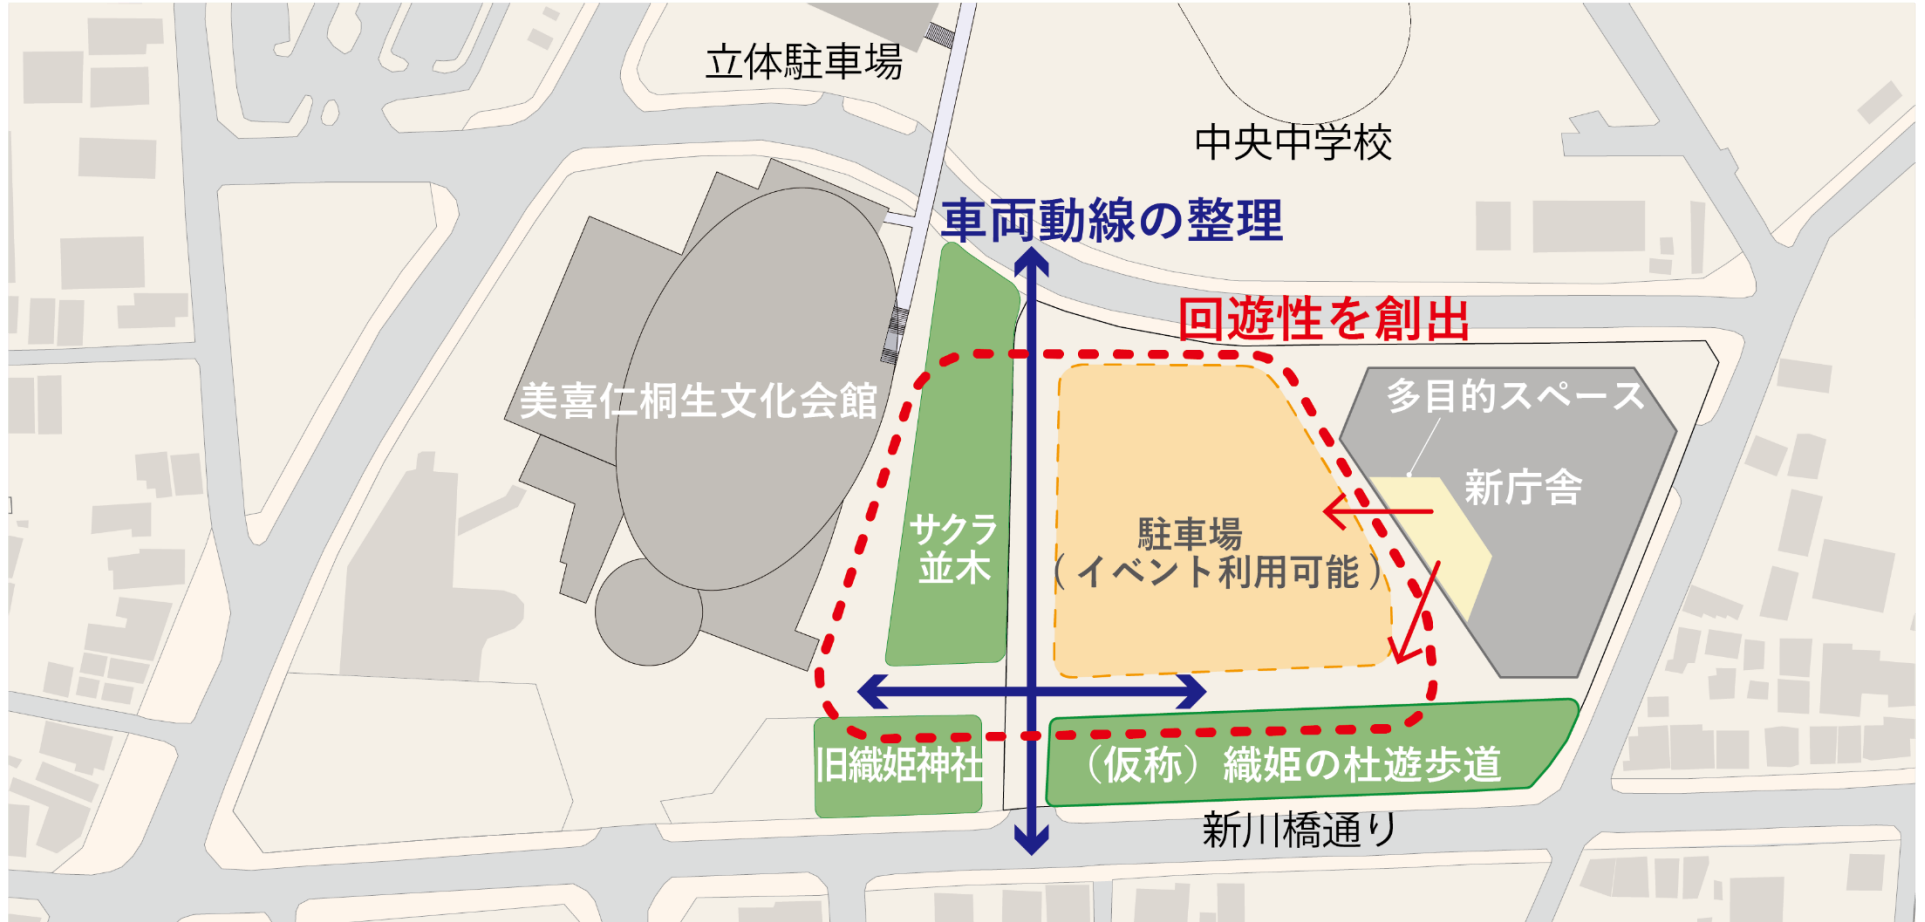 立体駐車場
中央中学校
車両動線の整理
回遊性を創出
美喜仁桐生文化会館
多目的スペース
新庁舎
サクラ
並木
駐車場
(イベント利用可能)
旧織姫神社
（仮称）織姫の杜遊歩道
新川橋通り